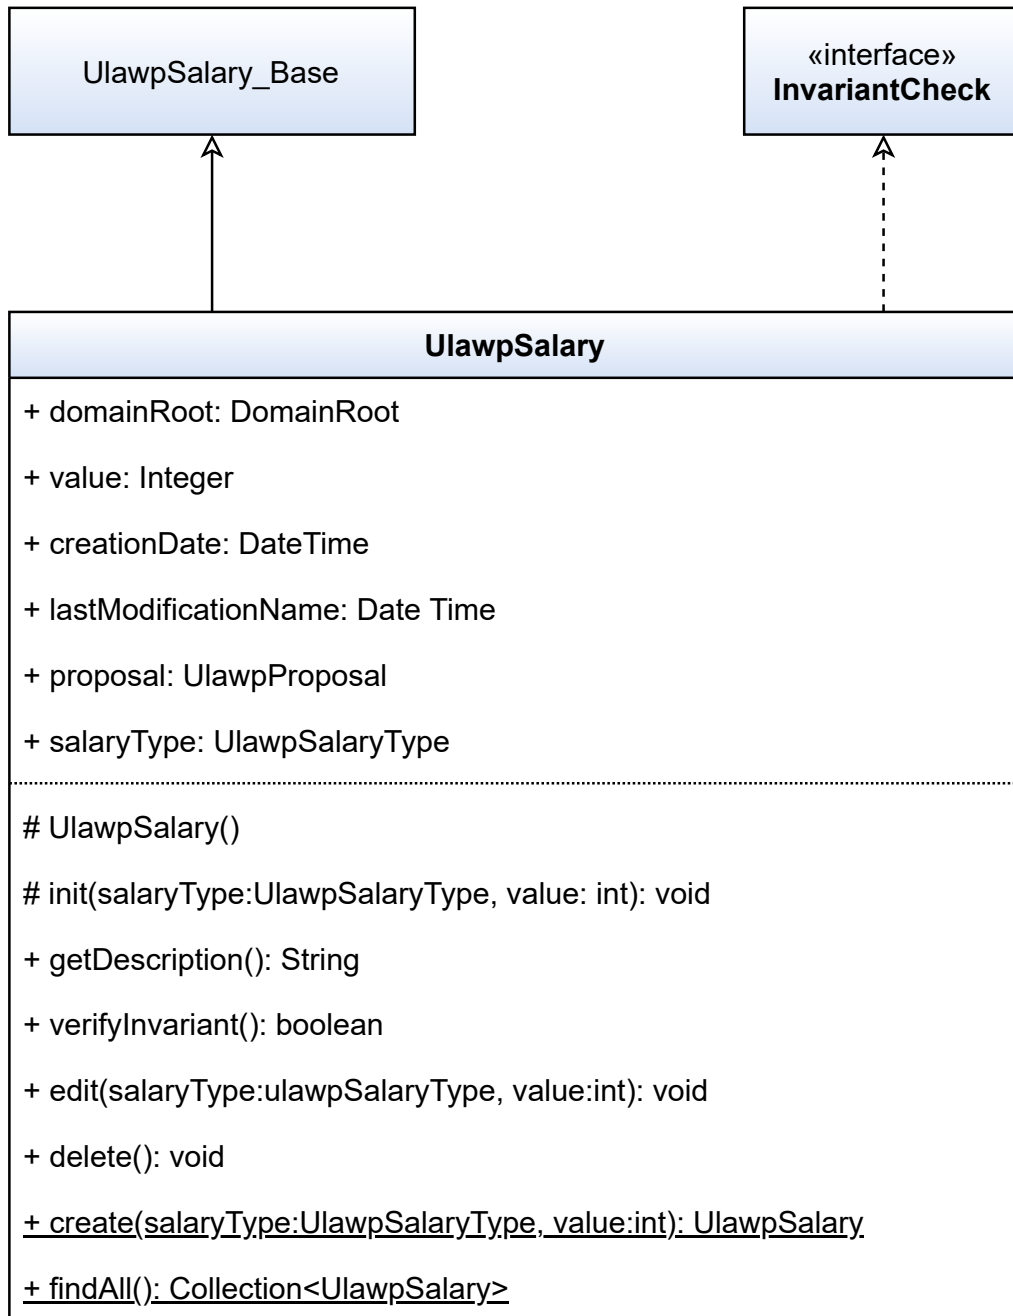 UlawpSalary_Base
«interface»
InvariantCheck
UlawpSalary
+ domainRoot: DomainRoot
+ value: Integer
+ creationDate: DateTime
+ lastModificationName: Date Time
+ proposal: UlawpProposal
+ salaryType: UlawpSalaryType
# UlawpSalary()
# init(salaryType:UlawpSalaryType, value: int): void
+ getDescription(): String
+ verifyInvariant(): boolean
+ edit(salaryType:ulawpSalaryType, value:int): void
+ delete(): void
+ create(salaryType:UlawpSalaryType, value:int): UlawpSalary
+ findAll(): Collection<UlawpSalary>